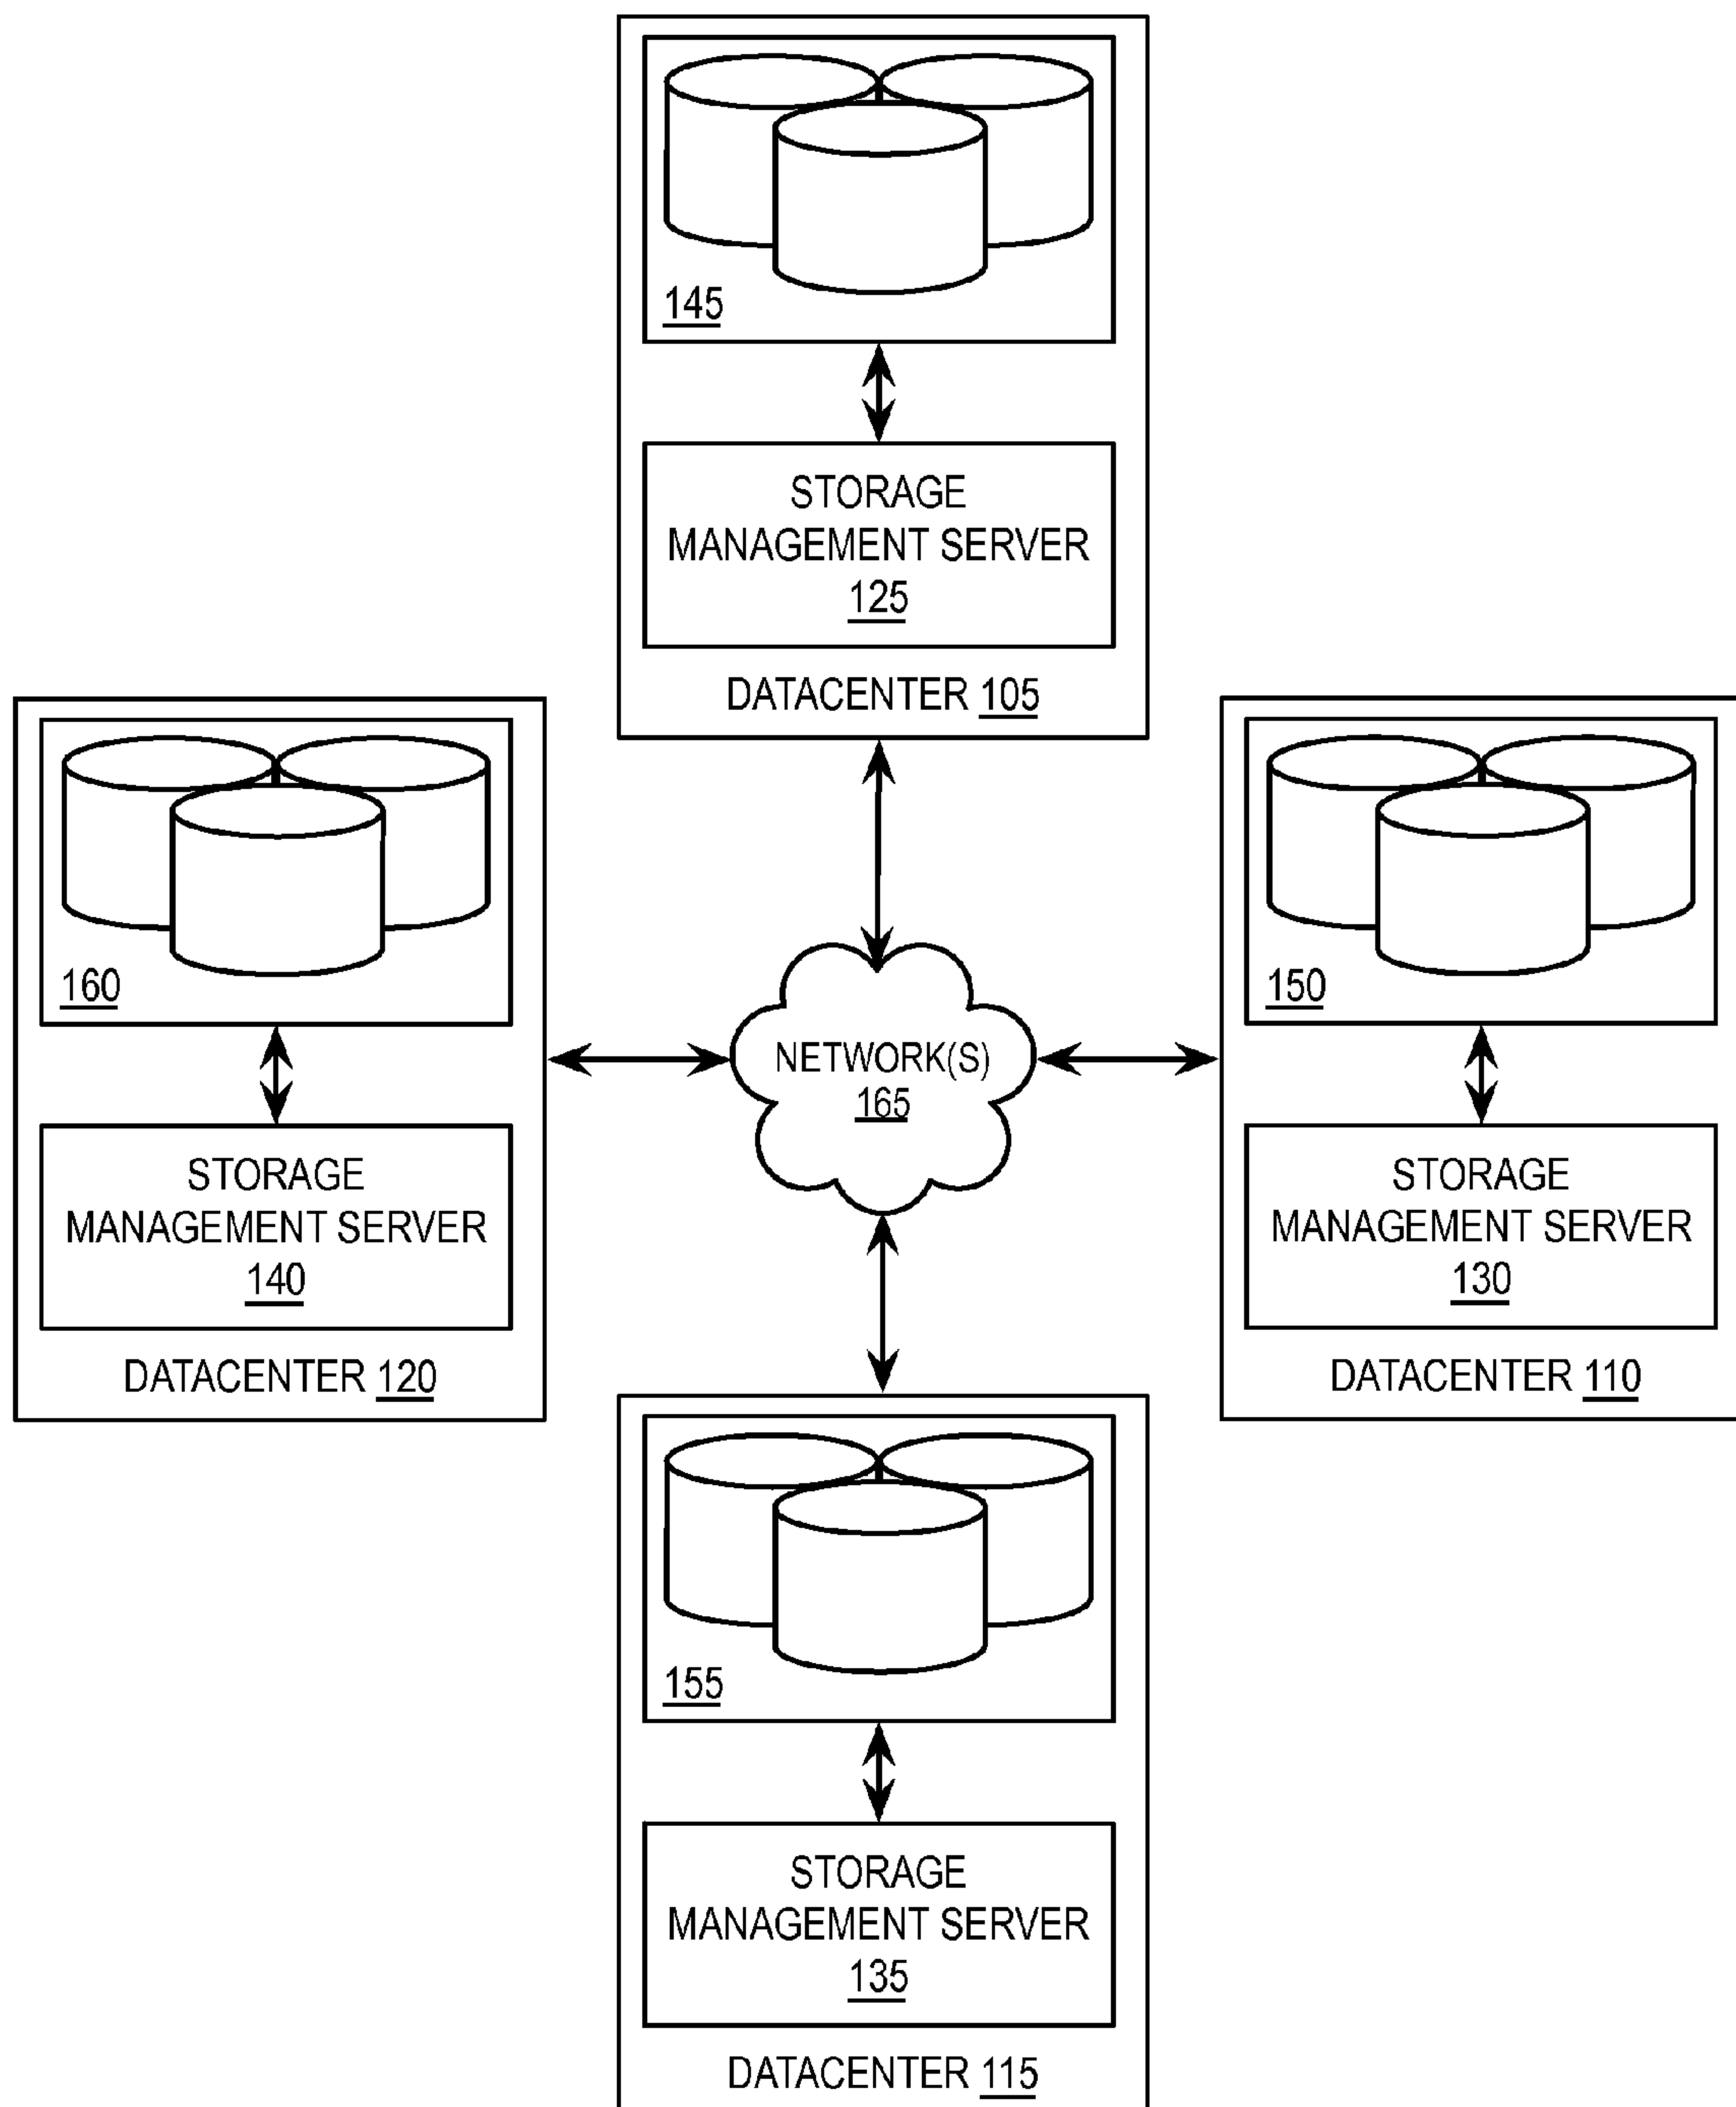 145
STORAGE
MANAGEMENT SERVER
125
DATACENTER 105
160
STORAGE
MANAGEMENT SERVER
140
DATACENTER 120
NETWORK(S)
165
150
STORAGE
MANAGEMENT SERVER
130
DATACENTER 110
155
STORAGE
MANAGEMENT SERVER
135
DATACENTER 115